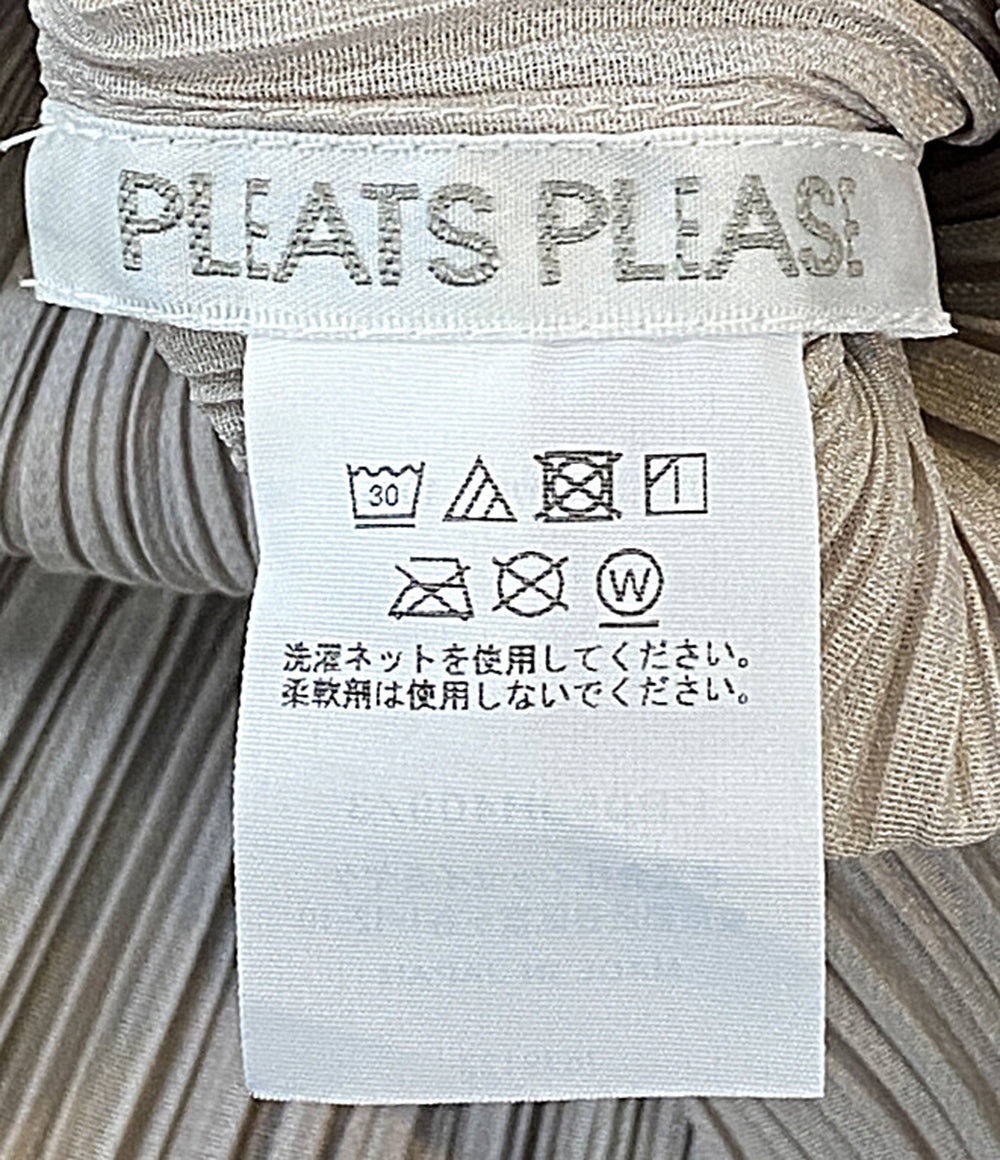 PLEATS PLEASE
30
W
洗濯ネットを使用してください。
柔軟剤は使用しないでください。